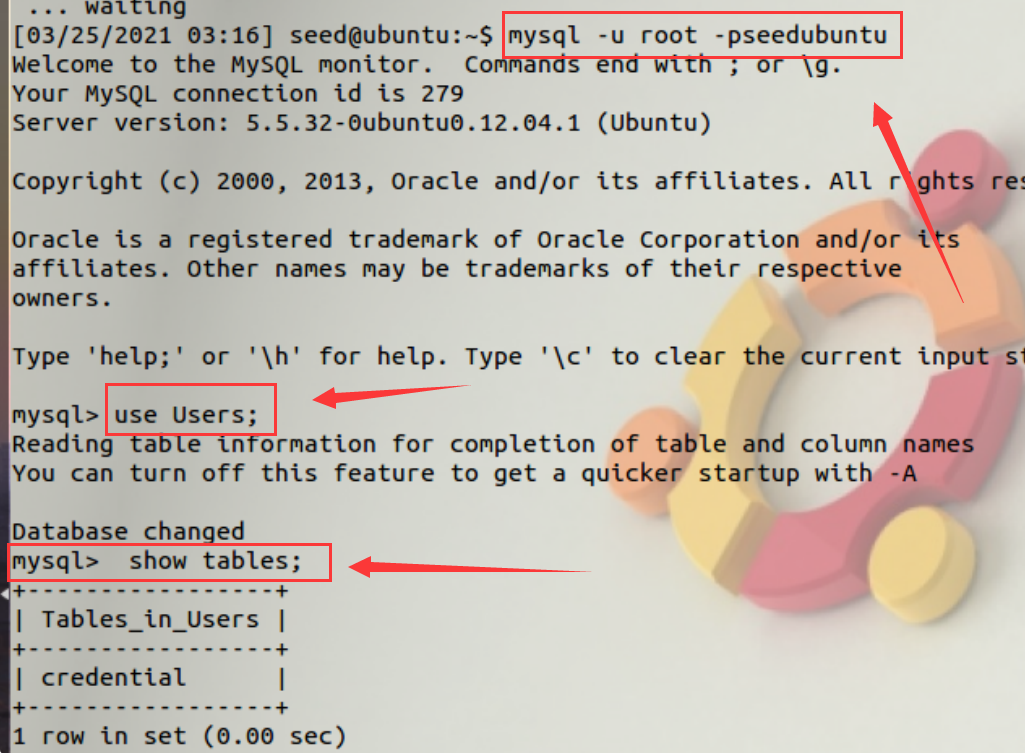 ... waiting
[03/25/2021 03:16] seed@ubuntu:~$ mysql -u root -pseedubuntu
Welcome to the MySQL monitor.  Commands end with ; or \g.
Your MySQL connection id is 279
Server version: 5.5.32-0ubuntu0.12.04.1 (Ubuntu)
Copyright (c) 2000, 2013, Oracle and/or its affiliates. All rights res
Oracle is a registered trademark of Oracle Corporation and/or its
affiliates. Other names may be trademarks of their respective
owners.
Type 'help;' or '\h' for help. Type '\c' to clear the current input st
mysql> use Users;
Reading table information for completion of table and column names
You can turn off this feature to get a quicker startup with -A
Database changed
mysql>  show tables;
+-----------------+
| Tables_in_Users |
+-----------------+
| credential      |
+-----------------+
1 row in set (0.00 sec)